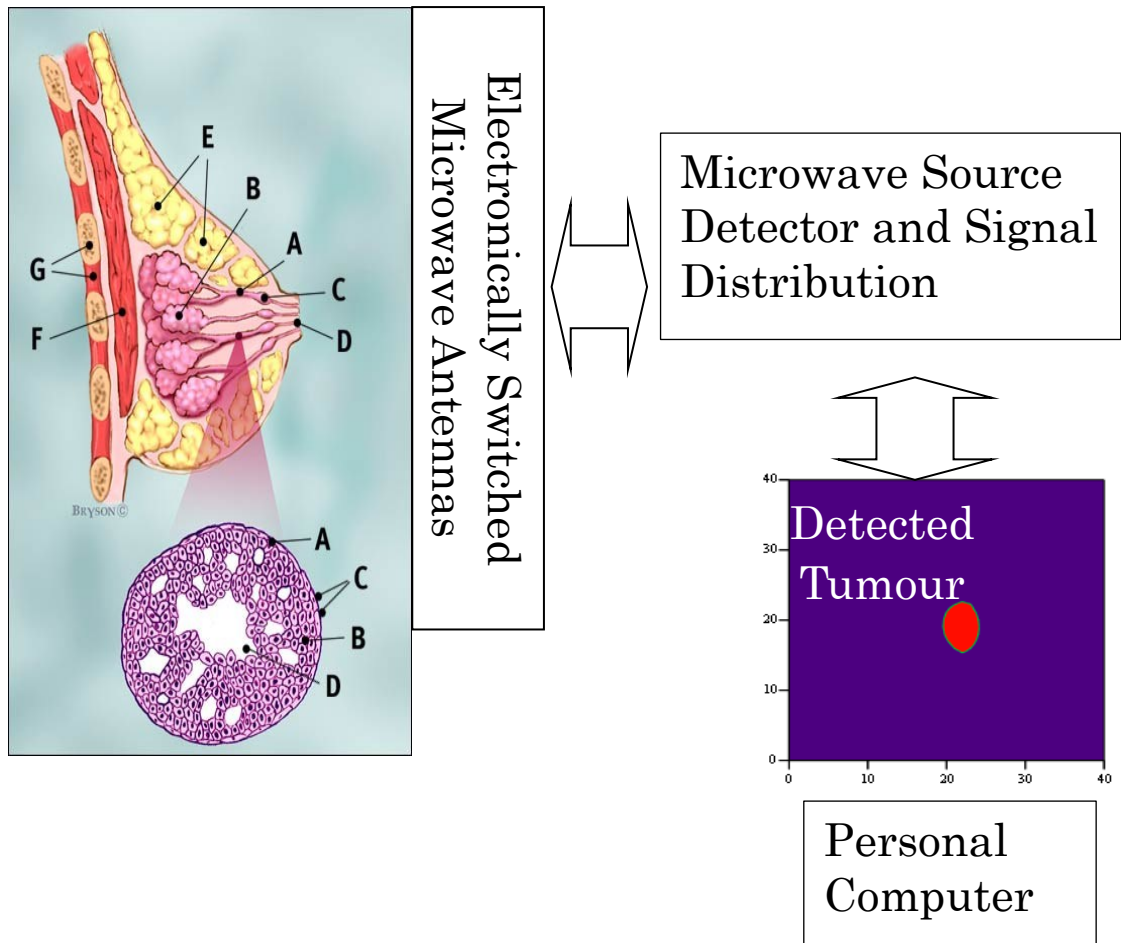 E
B
A
C
D
G
F
BRYSON©
A
C
B
D
Electronically Switched
Microwave Antennas
Microwave Source
Detector and Signal
Distribution
40
30
20
10
0
Detected
Tumour
0 10 20 30 40
Personal
Computer